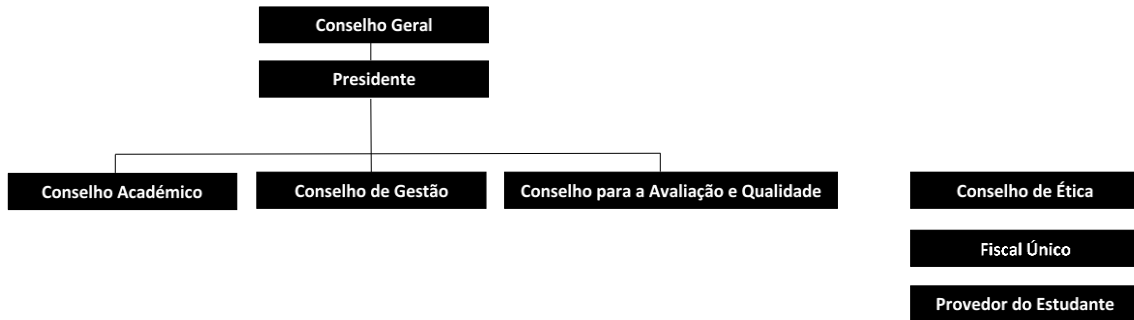 Conselho Geral
Presidente
Conselho Académico
Conselho de Gestão
Conselho para a Avaliação e Qualidade
Conselho de Ética
Fiscal Único
Provedor do Estudante